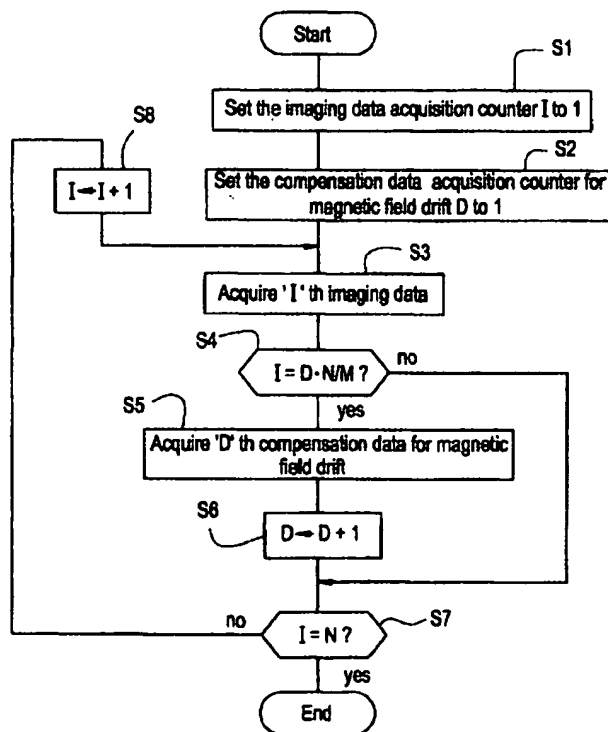 Start
S1
Set the imaging data acquisition counter I to 1
S8
S2
I ← I + 1
Set the compensation data acquisition counter for
magnetic field drift D to 1
S3
Acquire 'I' th imaging data
S4
I = D·N/M ?
no
yes
S5
Acquire 'D' th compensation data for magnetic
field drift
S6
D ← D + 1
no
I = N ?
S7
yes
End